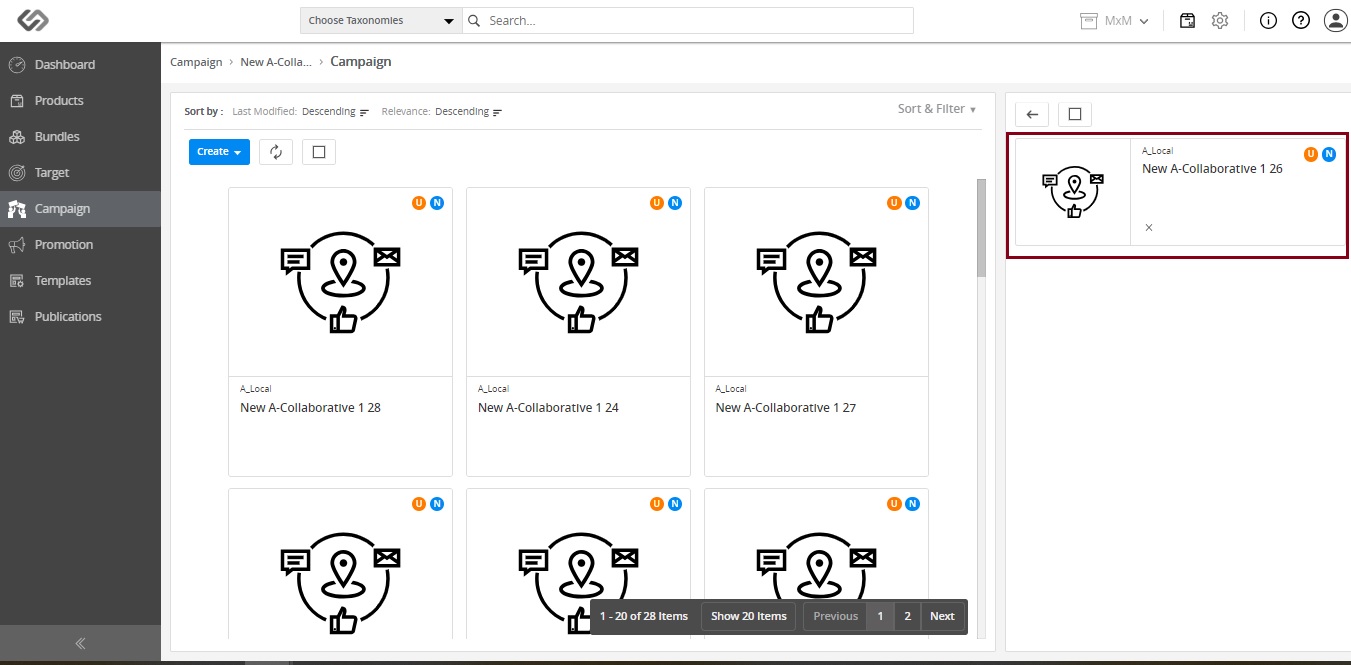 Choose Taxonomies
Search...
MxM
Dashboard
Products
Bundles
Target
Campaign
Promotion
Templates
Publications
Campaign › New A-Colla... › Campaign
Sort by : Last Modified: Descending Relevance: Descending
Sort & Filter
Create
U N
A_Local
New A-Collaborative 1 28
U N
A_Local
New A-Collaborative 1 24
U N
A_Local
New A-Collaborative 1 27
U N
U N
U N
1 - 20 of 28 Items Show 20 Items Previous 1 2 Next
A_Local
New A-Collaborative 1 26
U N